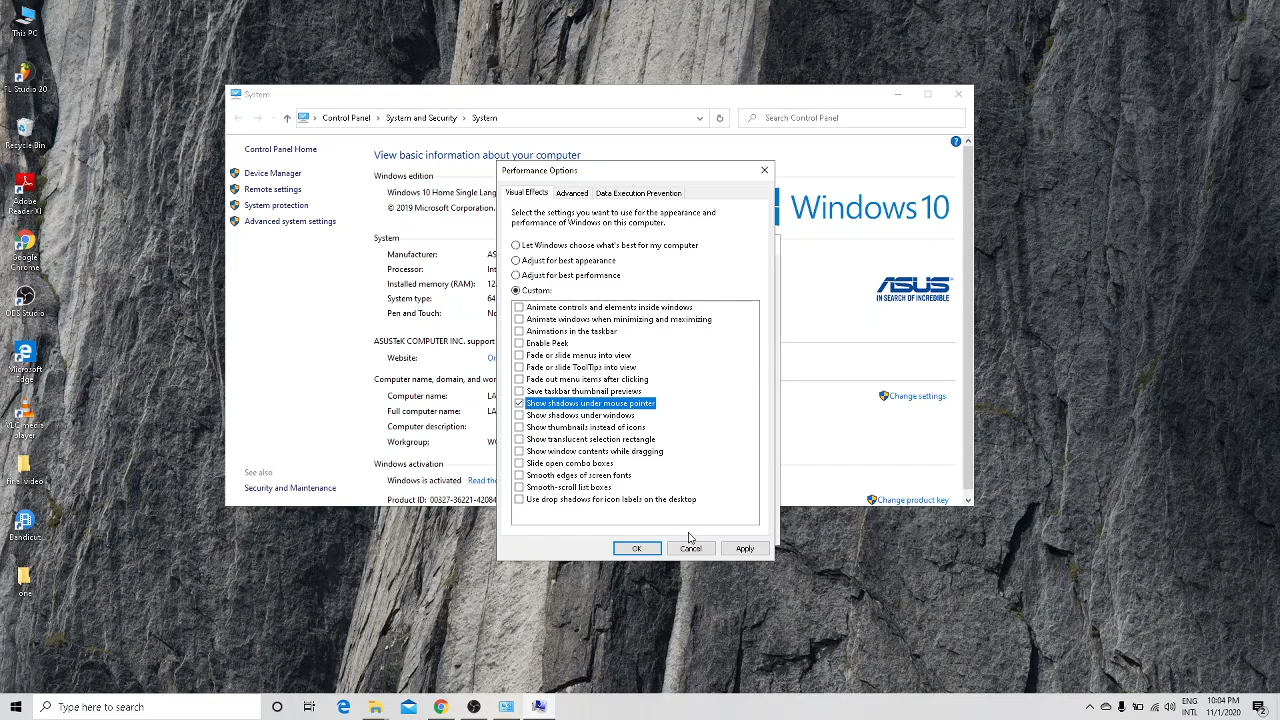 This PC
FL Studio 20
Recycle Bin
Adobe
Reader XI
Google
Chrome
OBS Studio
Microsoft
Edge
VLC media
player
final video
Bandicut
one
System
Control Panel > System and Security > System
Search Control Panel
Control Panel Home
Device Manager
Remote settings
System protection
Advanced system settings
See also
Security and Maintenance
View basic information about your computer
Windows edition
Windows 10 Home Single Lang
© 2019 Microsoft Corporation.
System
Manufacturer: AS
Processor: Int
Installed memory (RAM): 12
System type: 64
Pen and Touch: No
ASUSTeK COMPUTER INC. support
Website: On
Computer name, domain, and wor
Computer name: LA
Full computer name: LA
Computer description:
Workgroup: W
Windows activation
Windows is activated Read the
Product ID: 00327-36221-42084
Windows 10
ASUS
IN SEARCH OF INCREDIBLE
Change settings
Change product key
Performance Options
Visual Effects Advanced Data Execution Prevention
Select the settings you want to use for the appearance and
performance of Windows on this computer.
Let Windows choose what's best for my computer
Adjust for best appearance
Adjust for best performance
Custom:
Animate controls and elements inside windows
Animate windows when minimizing and maximizing
Animations in the taskbar
Enable Peek
Fade or slide menus into view
Fade or slide ToolTips into view
Fade out menu items after clicking
Save taskbar thumbnail previews
Show shadows under mouse pointer
Show shadows under windows
Show thumbnails instead of icons
Show translucent selection rectangle
Show window contents while dragging
Slide open combo boxes
Smooth edges of screen fonts
Smooth-scroll list boxes
Use drop shadows for icon labels on the desktop
OK Cancel Apply
Type here to search
ENG
INTL
10:04 PM
11/1/2020
2